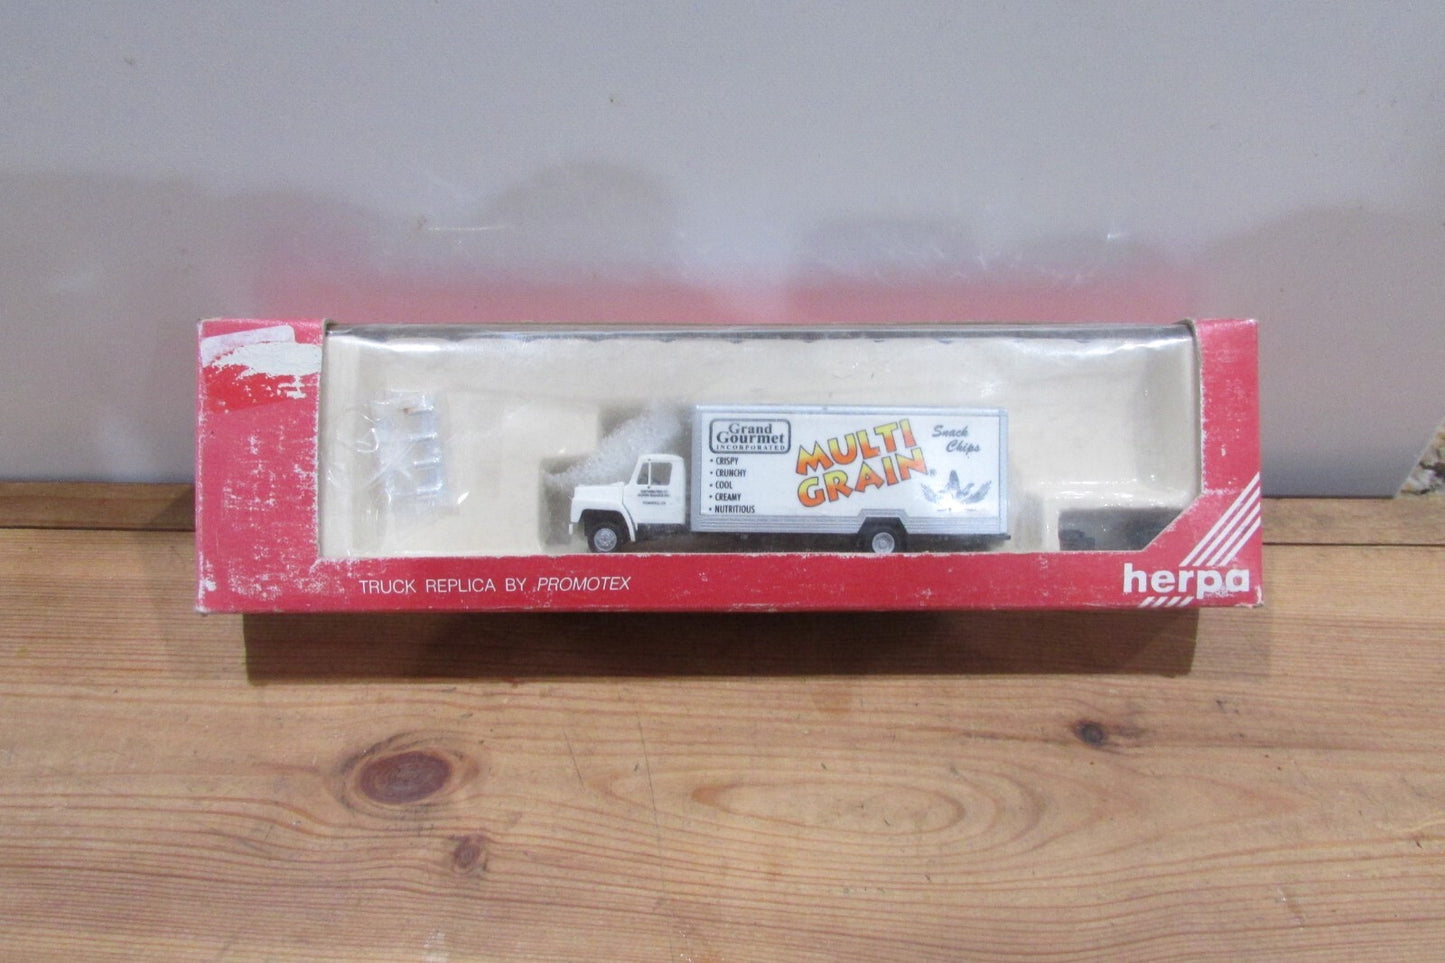 Grand
Gourmet
INCORPORATED
• CRISPY
• CRUNCHY
• COOL
• CREAMY
• NUTRITIOUS
MULTI
GRAIN®
Snack
Chips
TRUCK REPLICA BY PROMOTEX
herpa